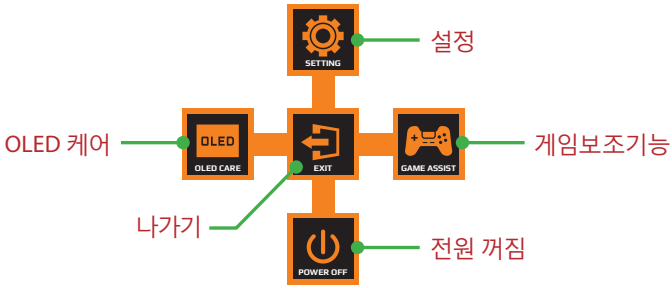 설정
SETTING
OLED 케어
OLED
OLED CARE
EXIT
GAME ASSIST
게임보조기능
나가기
POWER OFF
전원 꺼짐